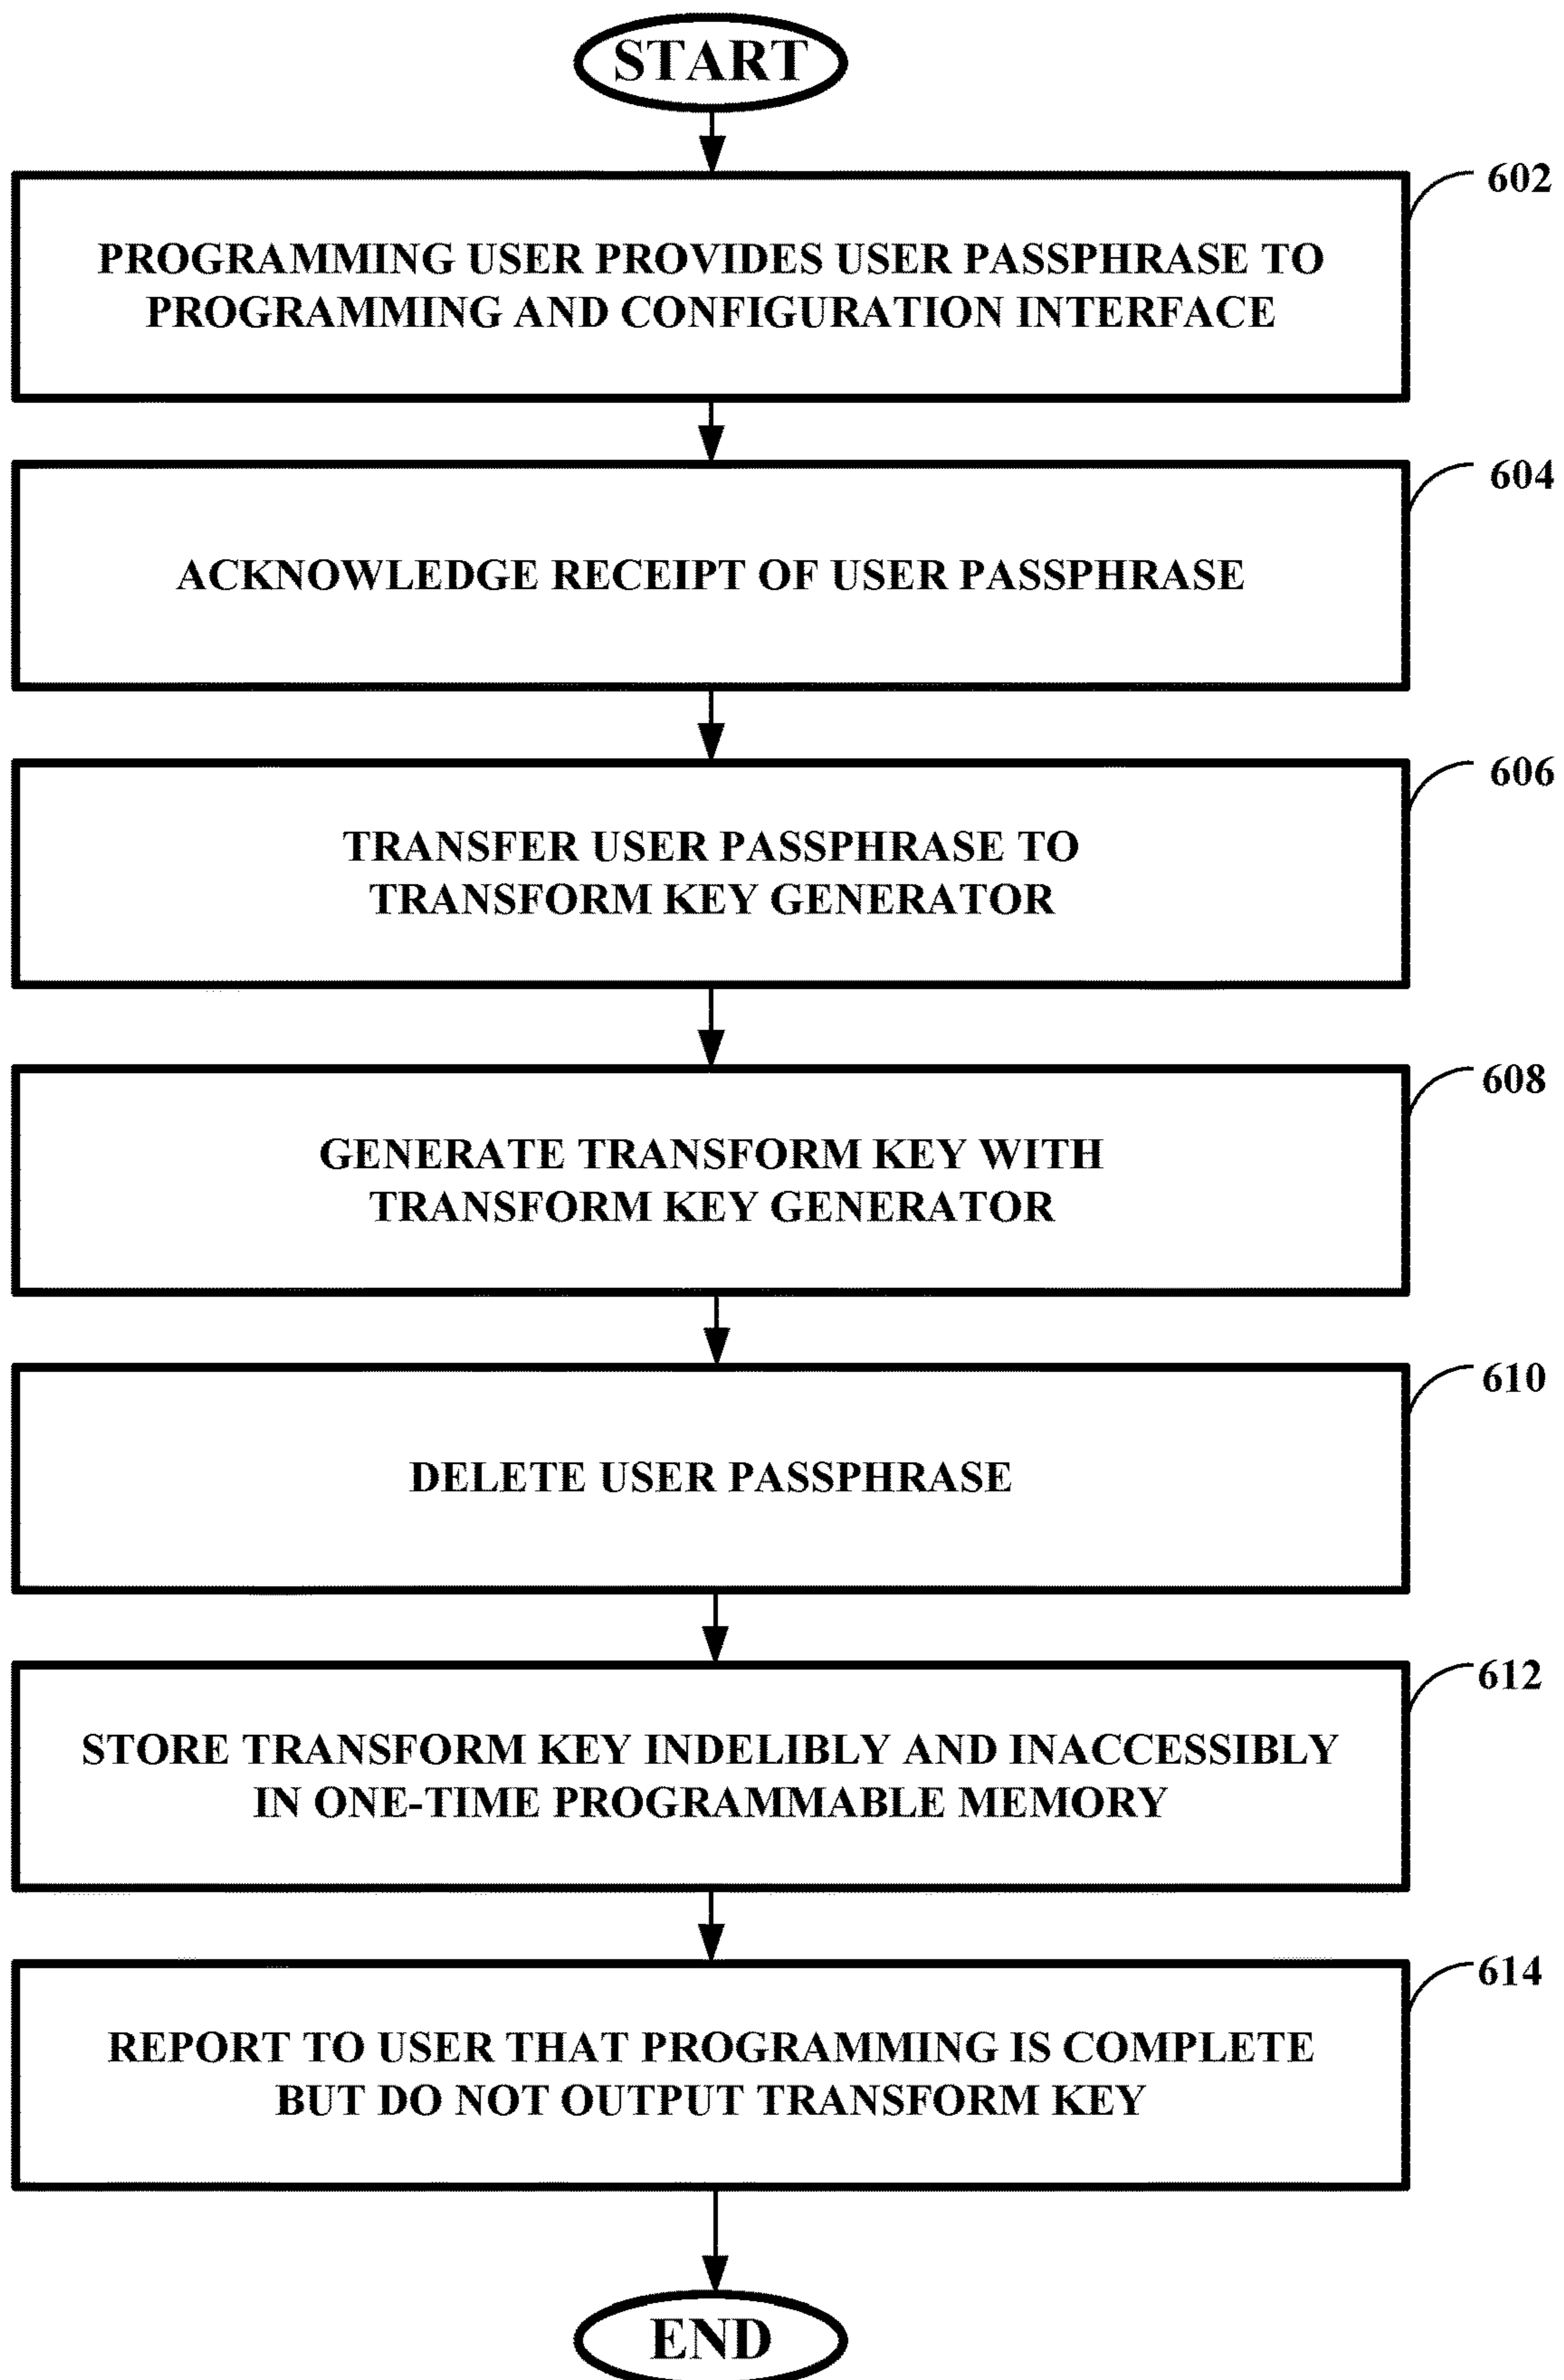 START
602
PROGRAMMING USER PROVIDES USER PASSPHRASE TO
PROGRAMMING AND CONFIGURATION INTERFACE
604
ACKNOWLEDGE RECEIPT OF USER PASSPHRASE
606
TRANSFER USER PASSPHRASE TO
TRANSFORM KEY GENERATOR
608
GENERATE TRANSFORM KEY WITH
TRANSFORM KEY GENERATOR
610
DELETE USER PASSPHRASE
612
STORE TRANSFORM KEY INDELIBLY AND INACCESSIBLY
IN ONE-TIME PROGRAMMABLE MEMORY
614
REPORT TO USER THAT PROGRAMMING IS COMPLETE
BUT DO NOT OUTPUT TRANSFORM KEY
END